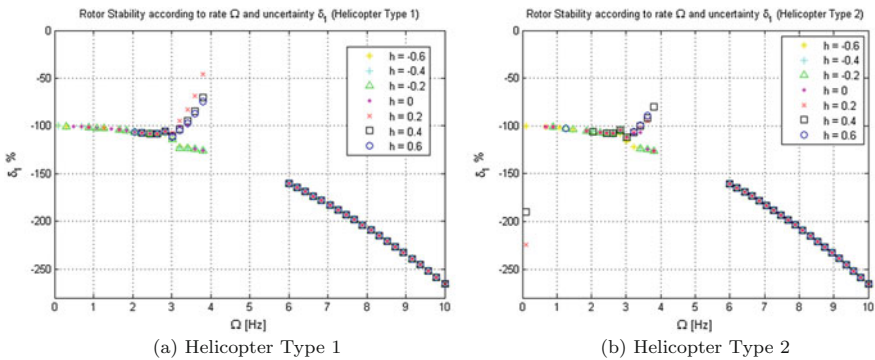 Rotor Stability according to rate Ω and uncertainty δ₁ (Helicopter Type 1)
0
-50
-100
-150
-200
-250
δ₁ %
h = -0.6
h = -0.4
h = -0.2
h = 0
h = 0.2
h = 0.4
h = 0.6
0 1 2 3 4 5 6 7 8 9 10
Ω [Hz]
(a) Helicopter Type 1
Rotor Stability according to rate Ω and uncertainty δ₁ (Helicopter Type 2)
0
-50
-100
-150
-200
-250
δ₁ %
h = -0.6
h = -0.4
h = -0.2
h = 0
h = 0.2
h = 0.4
h = 0.6
0 1 2 3 4 5 6 7 8 9 10
Ω [Hz]
(b) Helicopter Type 2